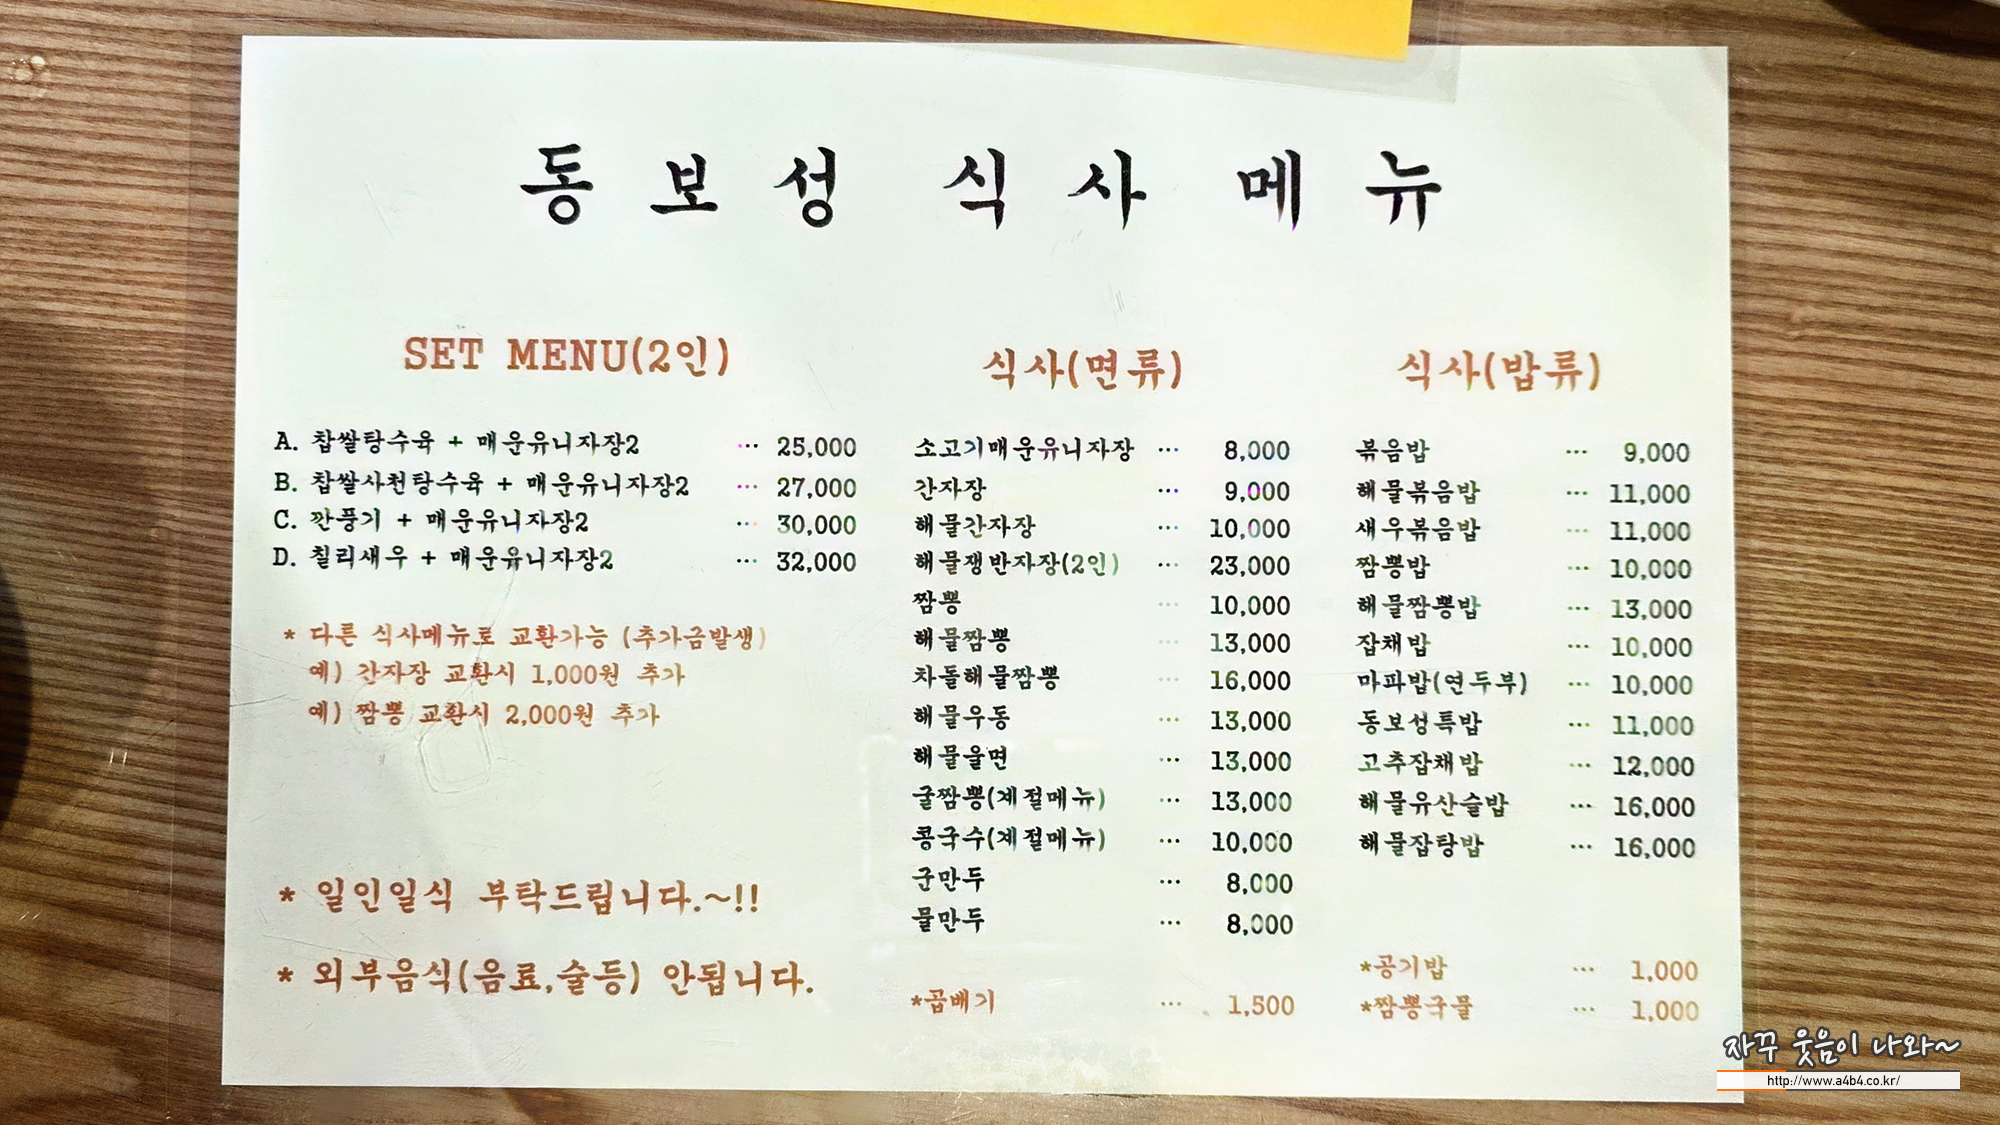 동보성 식사 메뉴
SET MENU(2인)
A. 찹쌀탕수육 + 매운유니자장2 ··· 25,000
B. 찹쌀사천탕수육 + 매운유니자장2 ··· 27,000
C. 깐풍기 + 매운유니자장2 ··· 30,000
D. 칠리새우 + 매운유니자장2 ··· 32,000
* 다른 식사메뉴로 교환가능 (추가금발생)
예) 간자장 교환시 1,000원 추가
예) 짬뽕 교환시 2,000원 추가
* 일인일식 부탁드립니다.~!!
* 외부음식(음료,술등) 안됩니다.
식사(면류)
소고기매운유니자장 ··· 8,000
간자장 ··· 9,000
해물간자장 ··· 10,000
해물쟁반자장(2인) ··· 23,000
짬뽕 ··· 10,000
해물짬뽕 ··· 13,000
차돌해물짬뽕 ··· 16,000
해물우동 ··· 13,000
해물울면 ··· 13,000
굴짬뽕(계절메뉴) ··· 13,000
콩국수(계절메뉴) ··· 10,000
군만두 ··· 8,000
물만두 ··· 8,000
*곱배기 ··· 1,500
식사(밥류)
볶음밥 ··· 9,000
해물볶음밥 ··· 11,000
새우볶음밥 ··· 11,000
짬뽕밥 ··· 10,000
해물짬뽕밥 ··· 13,000
잡채밥 ··· 10,000
마파밥(연두부) ··· 10,000
동보성특밥 ··· 11,000
고추잡채밥 ··· 12,000
해물유산슬밥 ··· 16,000
해물잡탕밥 ··· 16,000
*공기밥 ··· 1,000
*짬뽕국물 ··· 1,000
자꾸 웃음이 나와~
http://www.a4b4.co.kr/